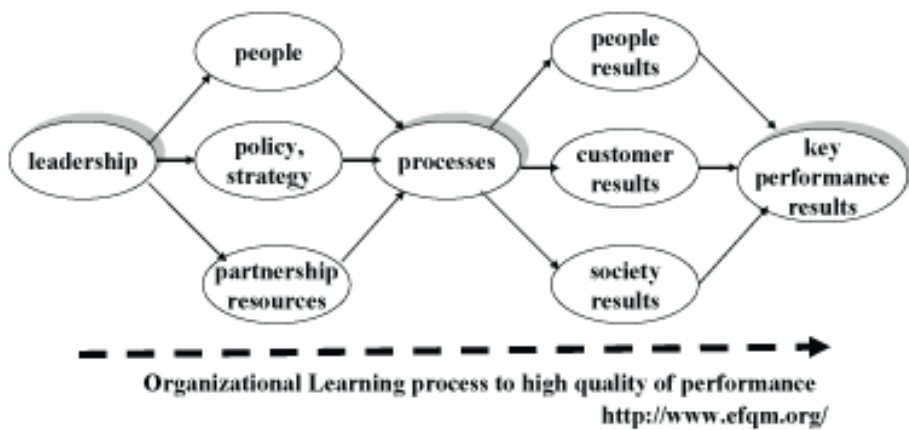 people
people
results
leadership
policy,
strategy
processes
customer
results
key
performance
results
partnership
resources
society
results
Organizational Learning process to high quality of performance
http://www.efqm.org/